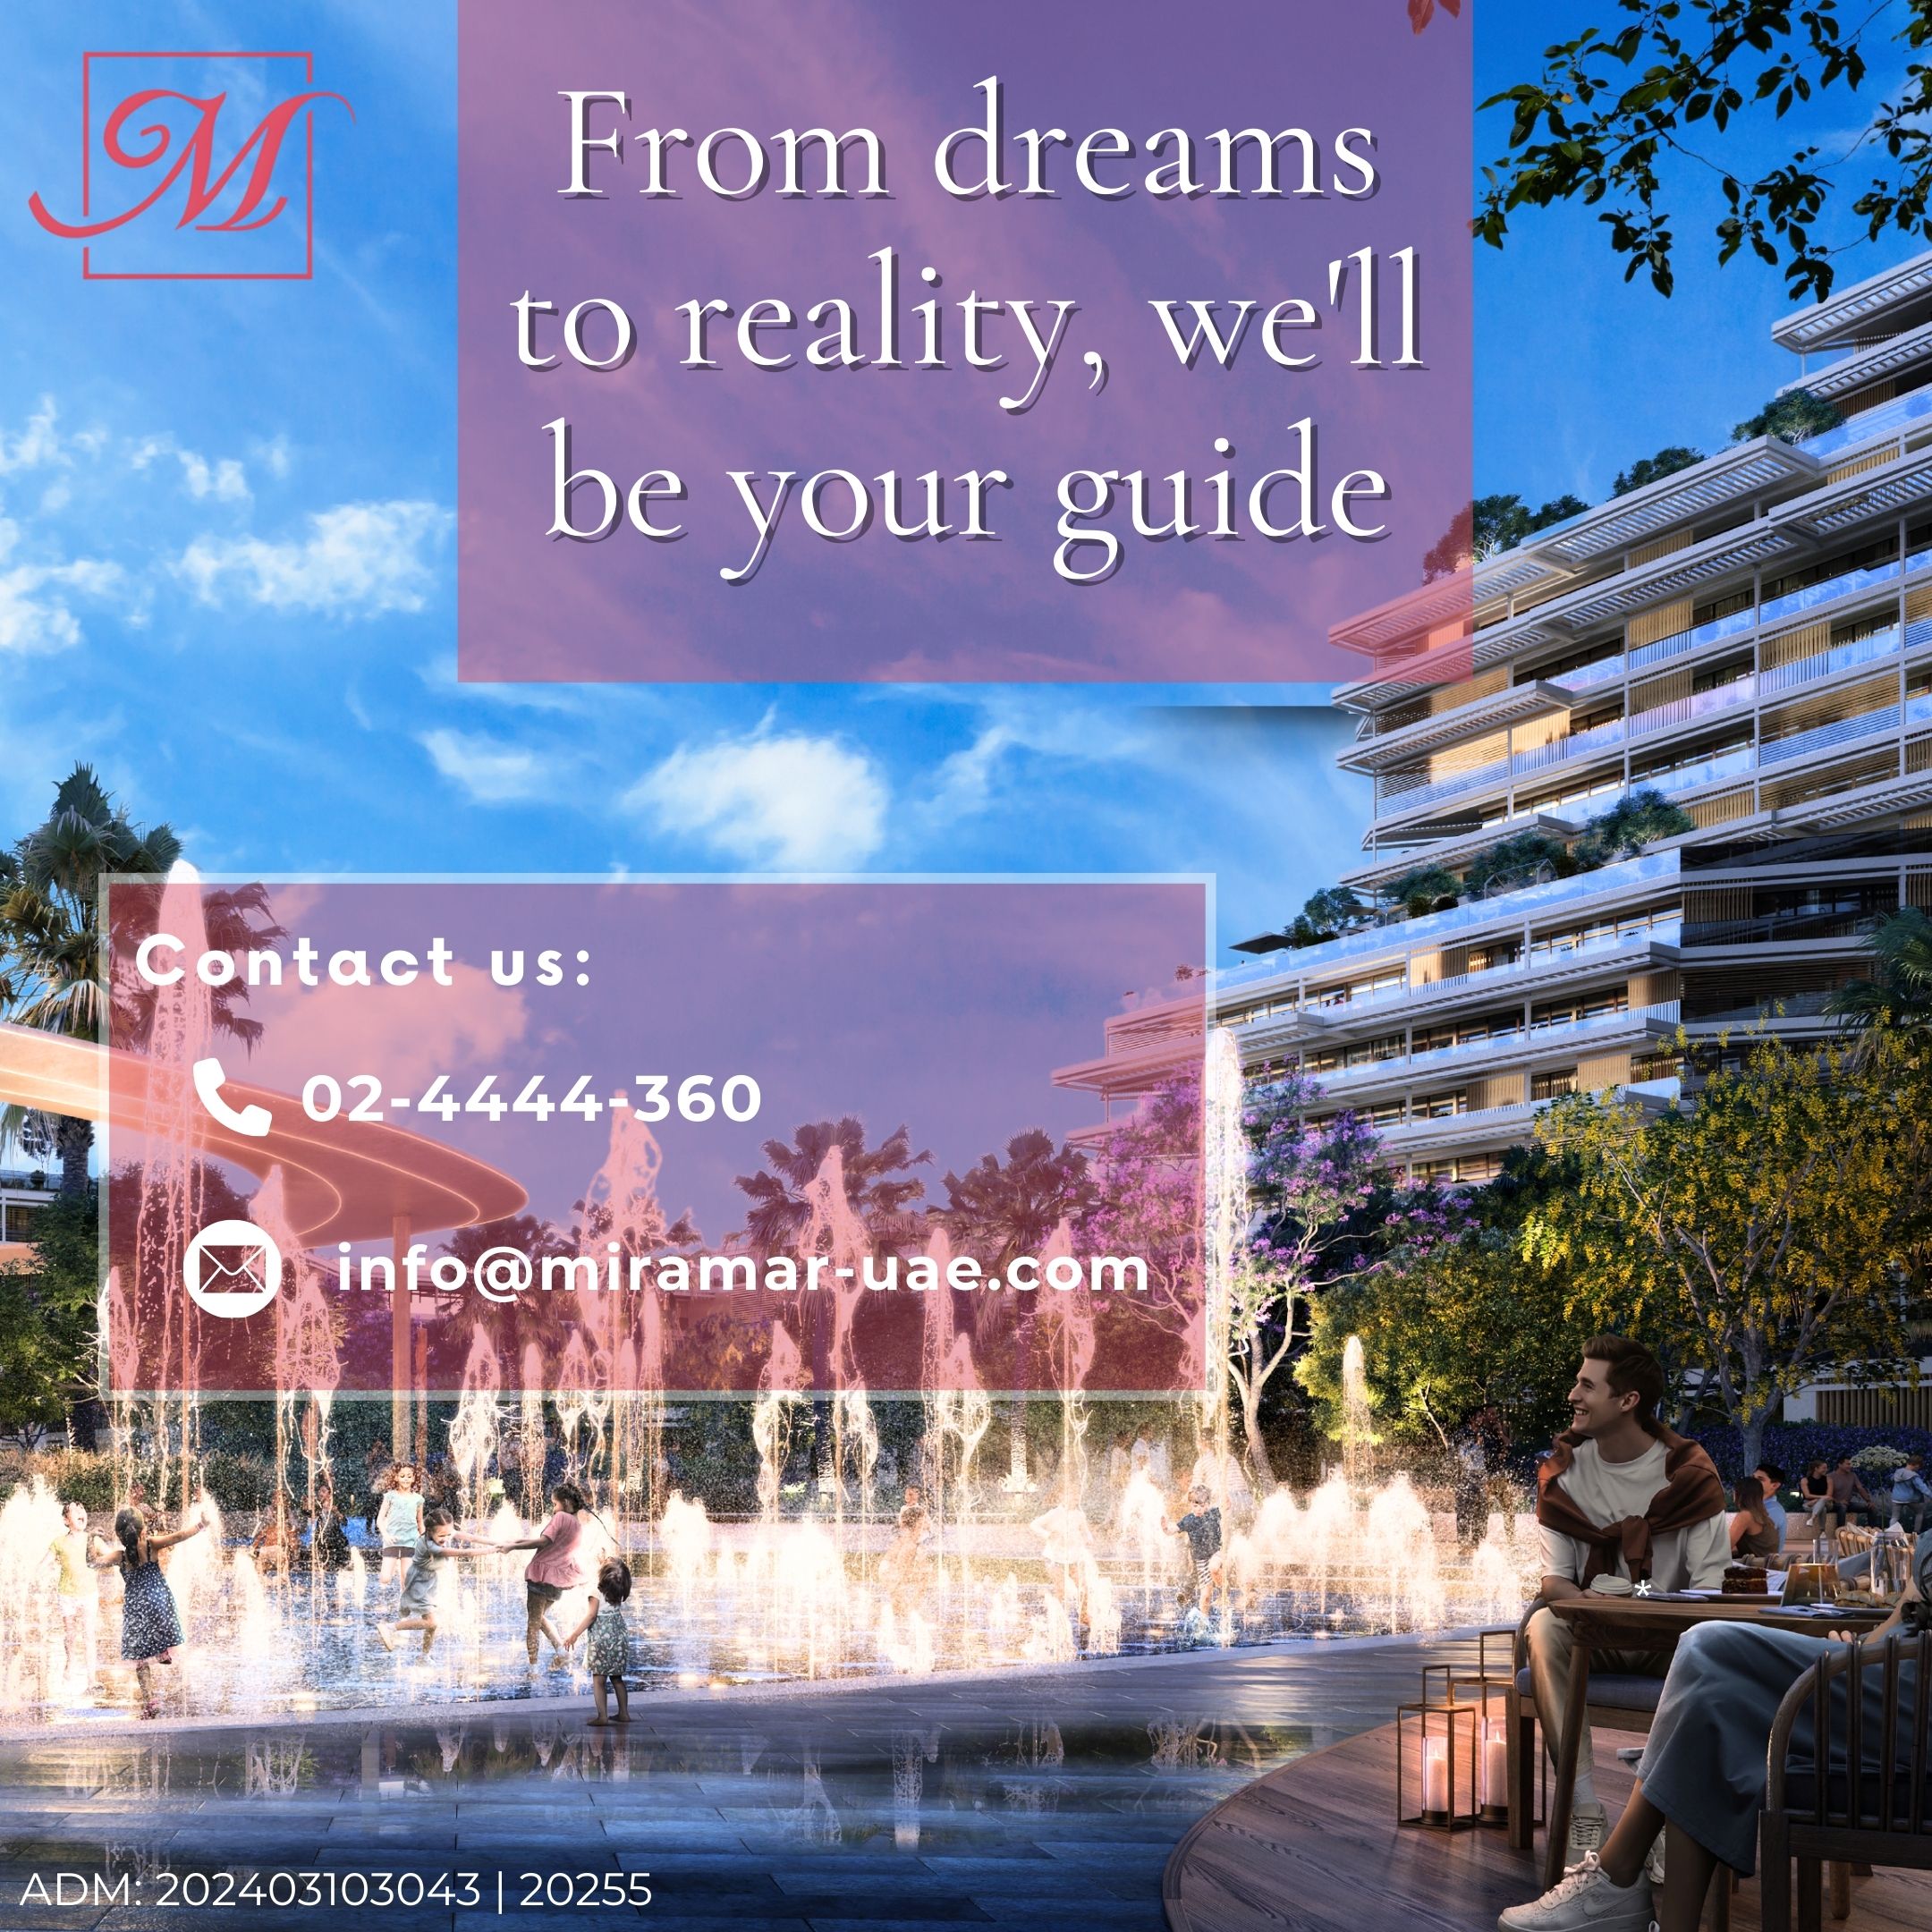 M
From dreams
to reality, we'll
be your guide
Contact us:
02-4444-360
info@miramar-uae.com
*
ADM: 202403103043 | 20255